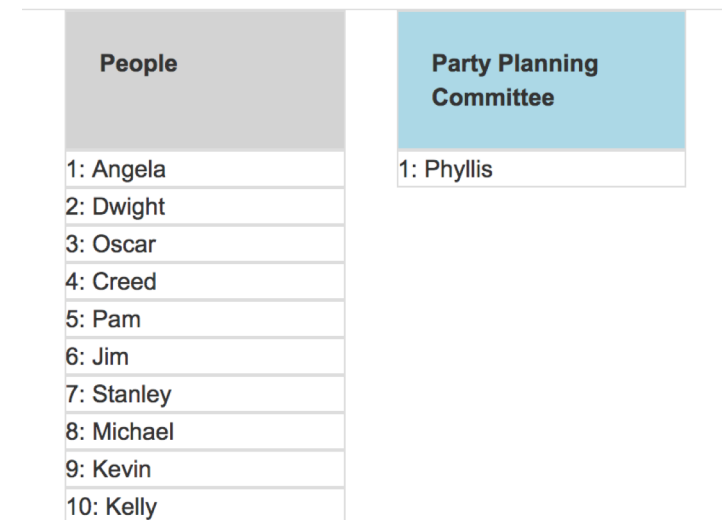 People
1: Angela
2: Dwight
3: Oscar
4: Creed
5: Pam
6: Jim
7: Stanley
8: Michael
9: Kevin
10: Kelly
Party Planning
Committee
1: Phyllis